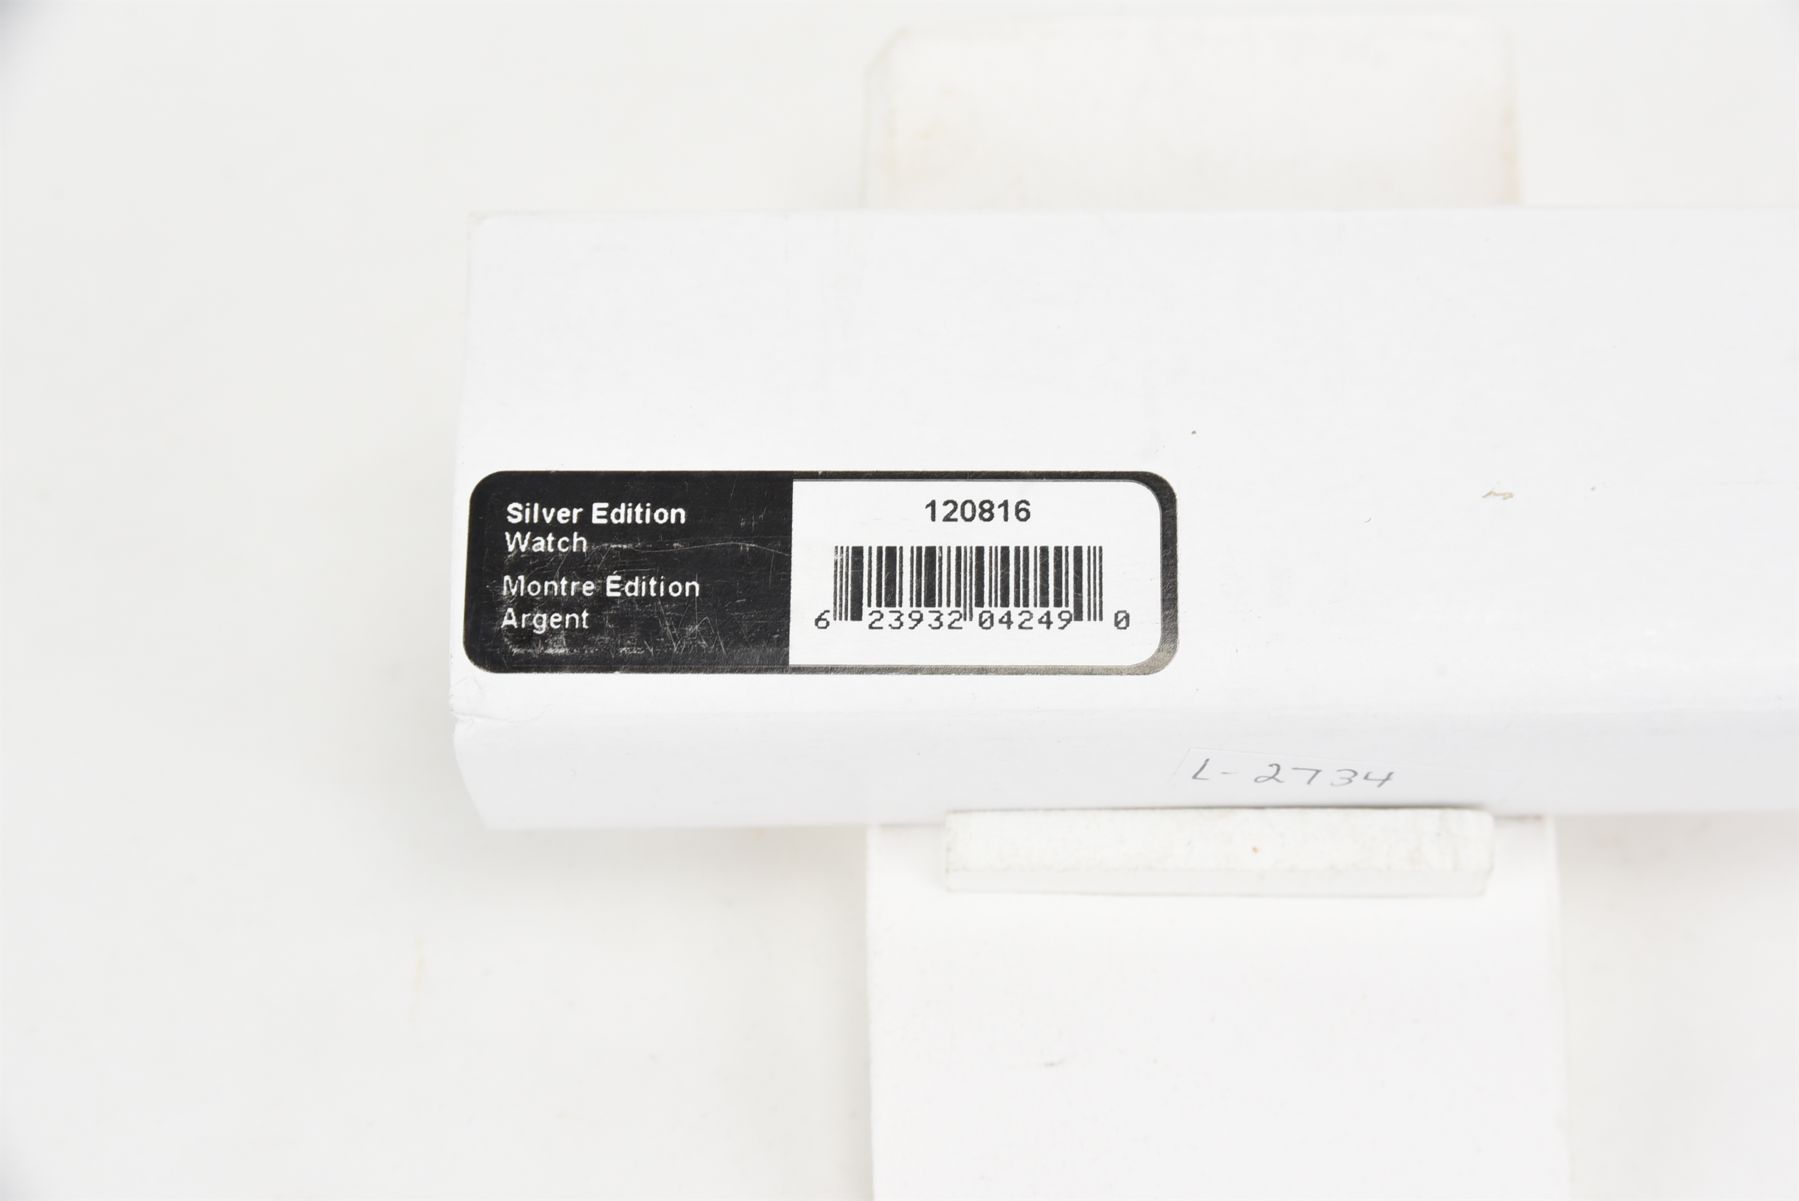 Silver Edition
Watch
Montre Édition
Argent
120816
6 23932 04249 0
L-2734